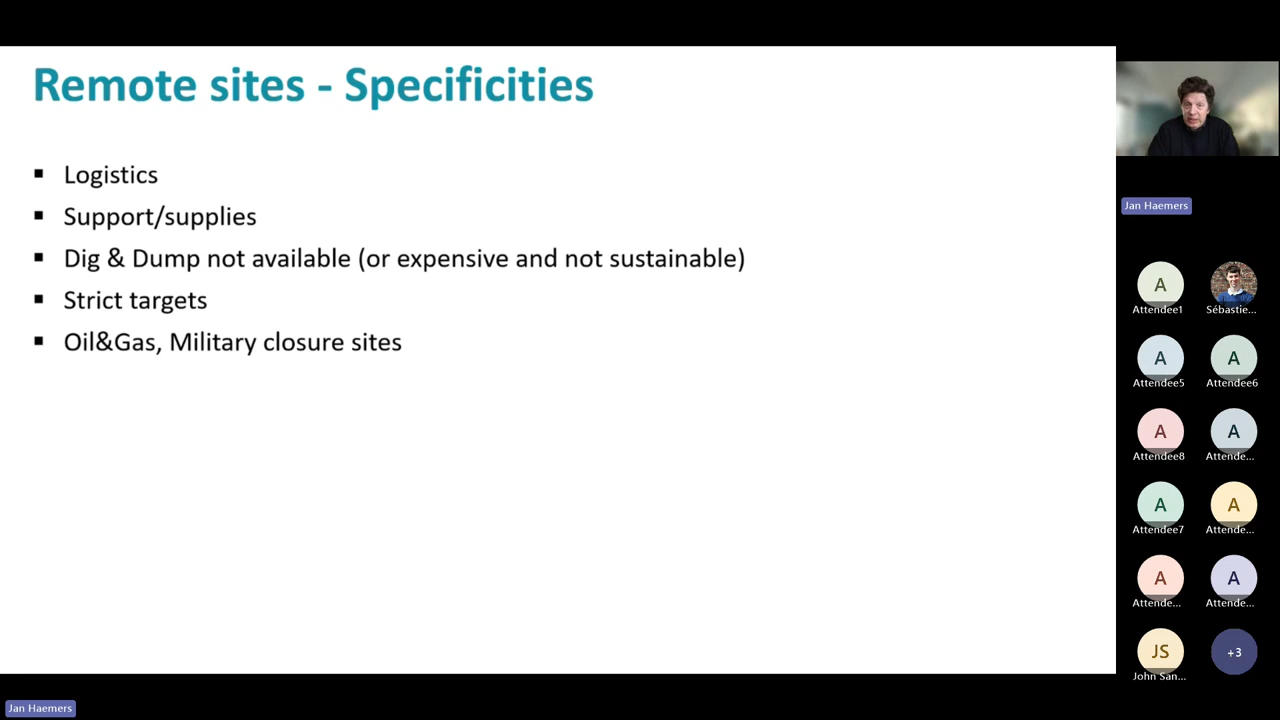 Remote sites - Specificities
▪ Logistics
▪ Support/supplies
▪ Dig & Dump not available (or expensive and not sustainable)
▪ Strict targets
▪ Oil&Gas, Military closure sites
Jan Haemers
A
Attendee1
Sébastie...
A
Attendee5
A
Attendee6
A
Attendee8
A
Attende...
A
Attendee7
A
Attende...
A
Attende...
A
Attende...
JS
John San...
+3
Jan Haemers